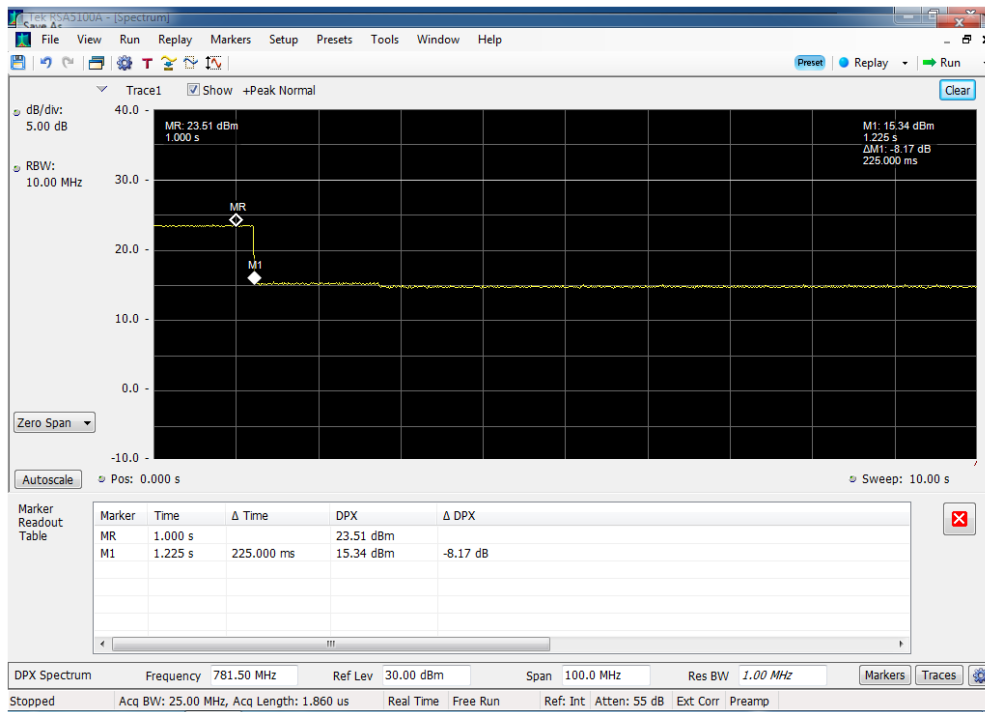 Tek RSA5100A - [Spectrum]
Save As
File View Run Replay Markers Setup Presets Tools Window Help
T Preset Replay Run
Trace1 Show +Peak Normal Clear
dB/div:
5.00 dB
RBW:
10.00 MHz
40.0 -
30.0 -
20.0 -
10.0 -
0.0 -
-10.0 -
MR: 23.51 dBm
1.000 s
M1: 15.34 dBm
1.225 s
ΔM1: -8.17 dB
225.000 ms
MR
M1
Zero Span
Autoscale Pos: 0.000 s Sweep: 10.00 s
Marker
Readout
Table
Marker Time Δ Time DPX Δ DPX
MR 1.000 s 23.51 dBm
M1 1.225 s 225.000 ms 15.34 dBm -8.17 dB
DPX Spectrum Frequency 781.50 MHz Ref Lev 30.00 dBm Span 100.0 MHz Res BW 1.00 MHz Markers Traces
Stopped Acq BW: 25.00 MHz, Acq Length: 1.860 us Real Time Free Run Ref: Int Atten: 55 dB Ext Corr Preamp